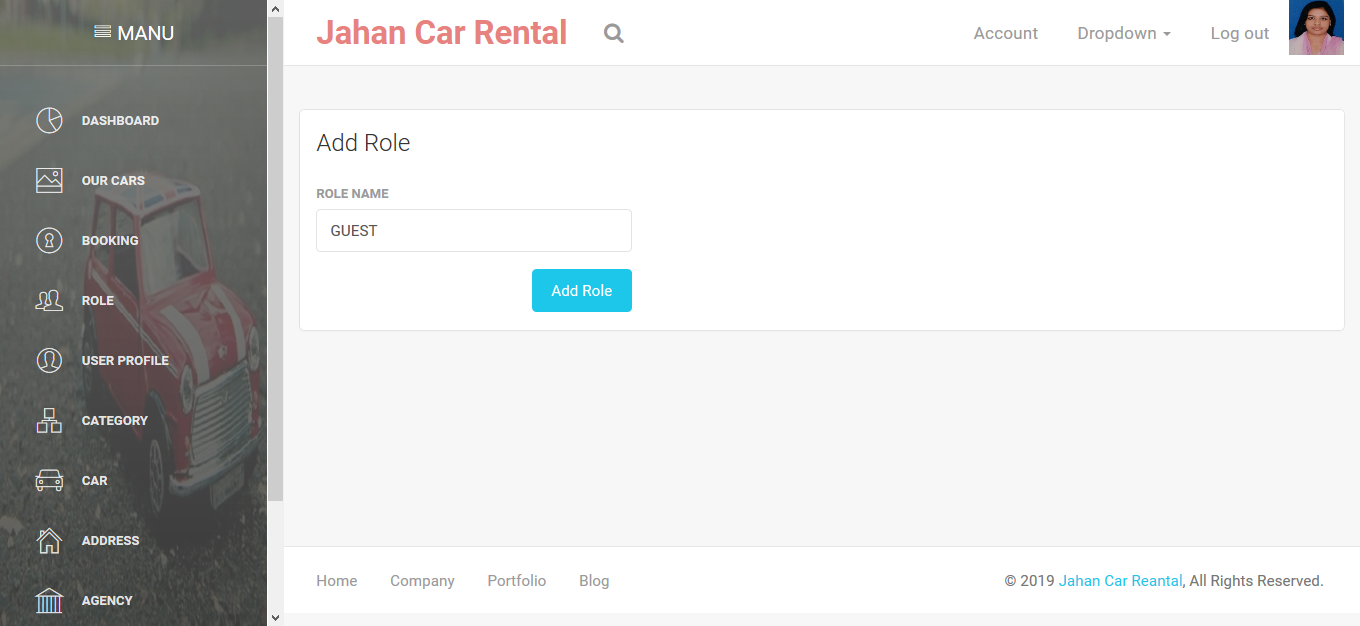 MANU
DASHBOARD
OUR CARS
BOOKING
ROLE
USER PROFILE
CATEGORY
CAR
ADDRESS
AGENCY
Jahan Car Rental
Account
Dropdown
Log out
Add Role
ROLE NAME
GUEST
Add Role
Home
Company
Portfolio
Blog
© 2019 Jahan Car Reantal, All Rights Reserved.